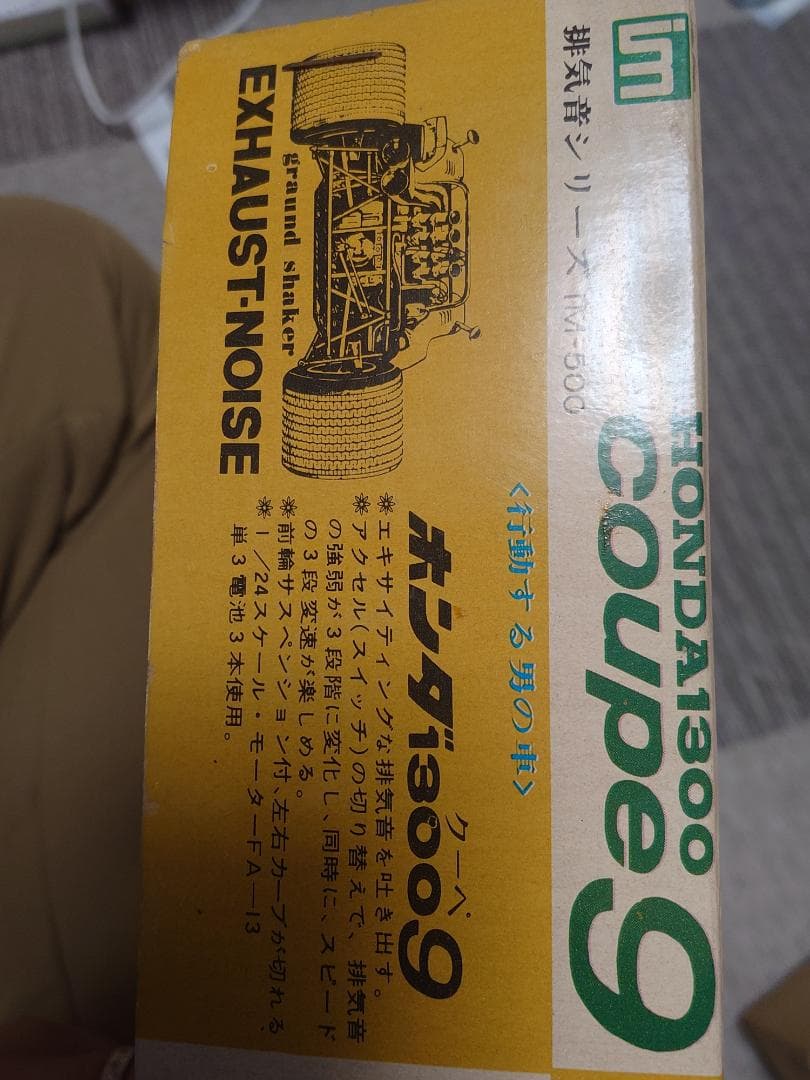 im
排気音シリーズ IM-500
HONDA1300
coupe 9
<行動する男の車>
graund shaker
EXHAUST-NOISE
クーペ
ホンダ1300 9
❀エキサイティングな排気音を吐き出す。
❀アクセル(スイッチ)の切り替えで、排気音
の強弱が3段階に変化し、同時に、スピード
の3段変速が楽しめる。
❀前輪サスペンション付、左右カーブが切れる
❀1/24スケール・モーターFA—13
単3電池3本使用。